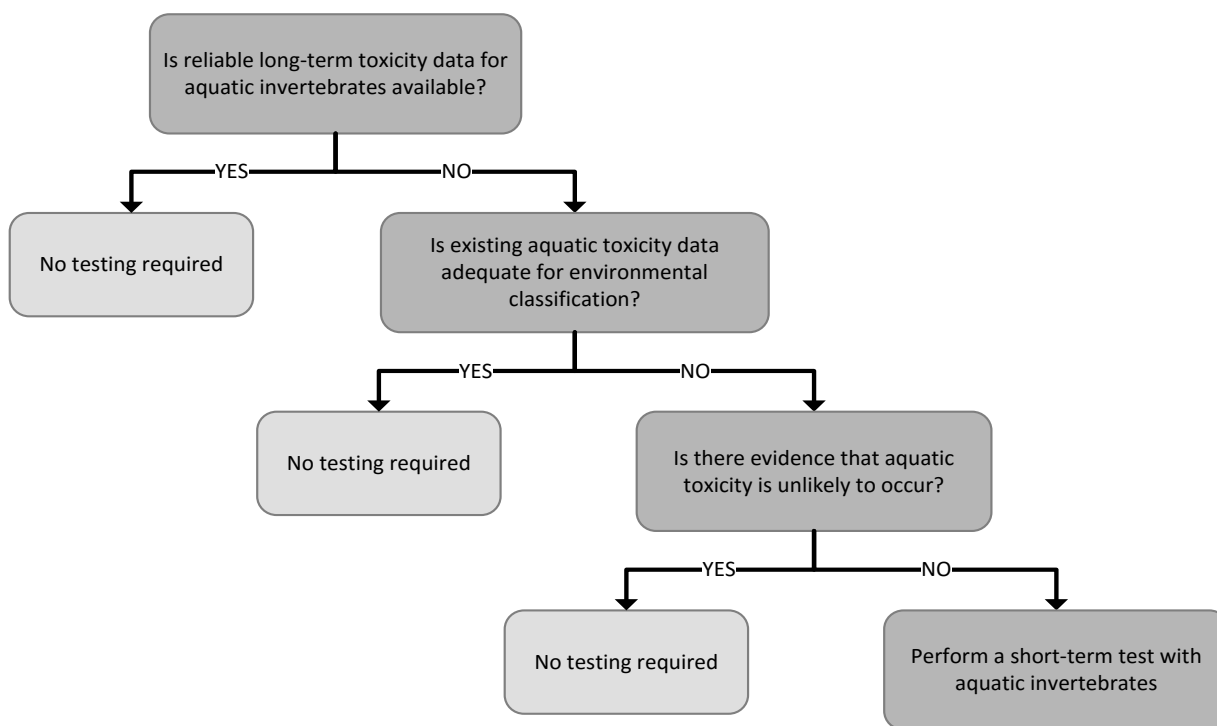 Is reliable long-term toxicity data for
aquatic invertebrates available?
YES
NO
No testing required
Is existing aquatic toxicity data
adequate for environmental
classification?
YES
NO
No testing required
Is there evidence that aquatic
toxicity is unlikely to occur?
YES
NO
No testing required
Perform a short-term test with
aquatic invertebrates